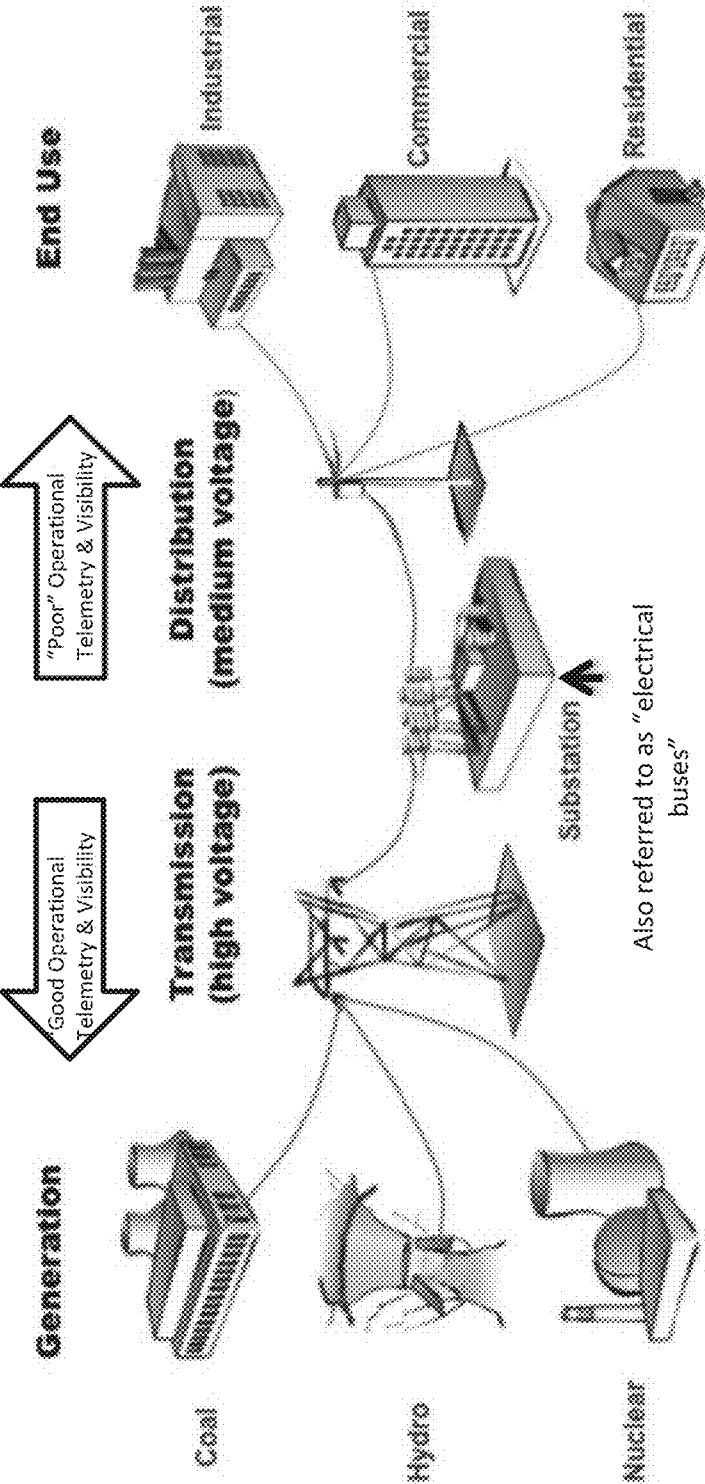 Generation
"Good Operational
Telemetry & Visibility
"Poor" Operational
Telemetry & Visibility
End Use
Transmission
(high voltage)
Distribution
(medium voltage)
Coal
Industrial
Hydro
Commercial
Nuclear
Substation
Residential
Also referred to as "electrical
buses"